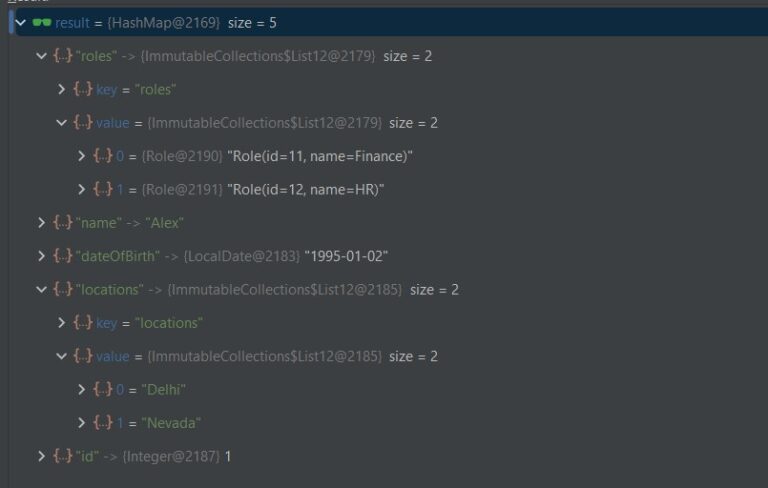 result = {HashMap@2169} size = 5
{...} "roles" -> {ImmutableCollections$List12@2179} size = 2
{...} key = "roles"
{...} value = {ImmutableCollections$List12@2179} size = 2
{...} 0 = {Role@2190} "Role(id=11, name=Finance)"
{...} 1 = {Role@2191} "Role(id=12, name=HR)"
{...} "name" -> "Alex"
{...} "dateOfBirth" -> {LocalDate@2183} "1995-01-02"
{...} "locations" -> {ImmutableCollections$List12@2185} size = 2
{...} key = "locations"
{...} value = {ImmutableCollections$List12@2185} size = 2
{...} 0 = "Delhi"
{...} 1 = "Nevada"
{...} "id" -> {Integer@2187} 1